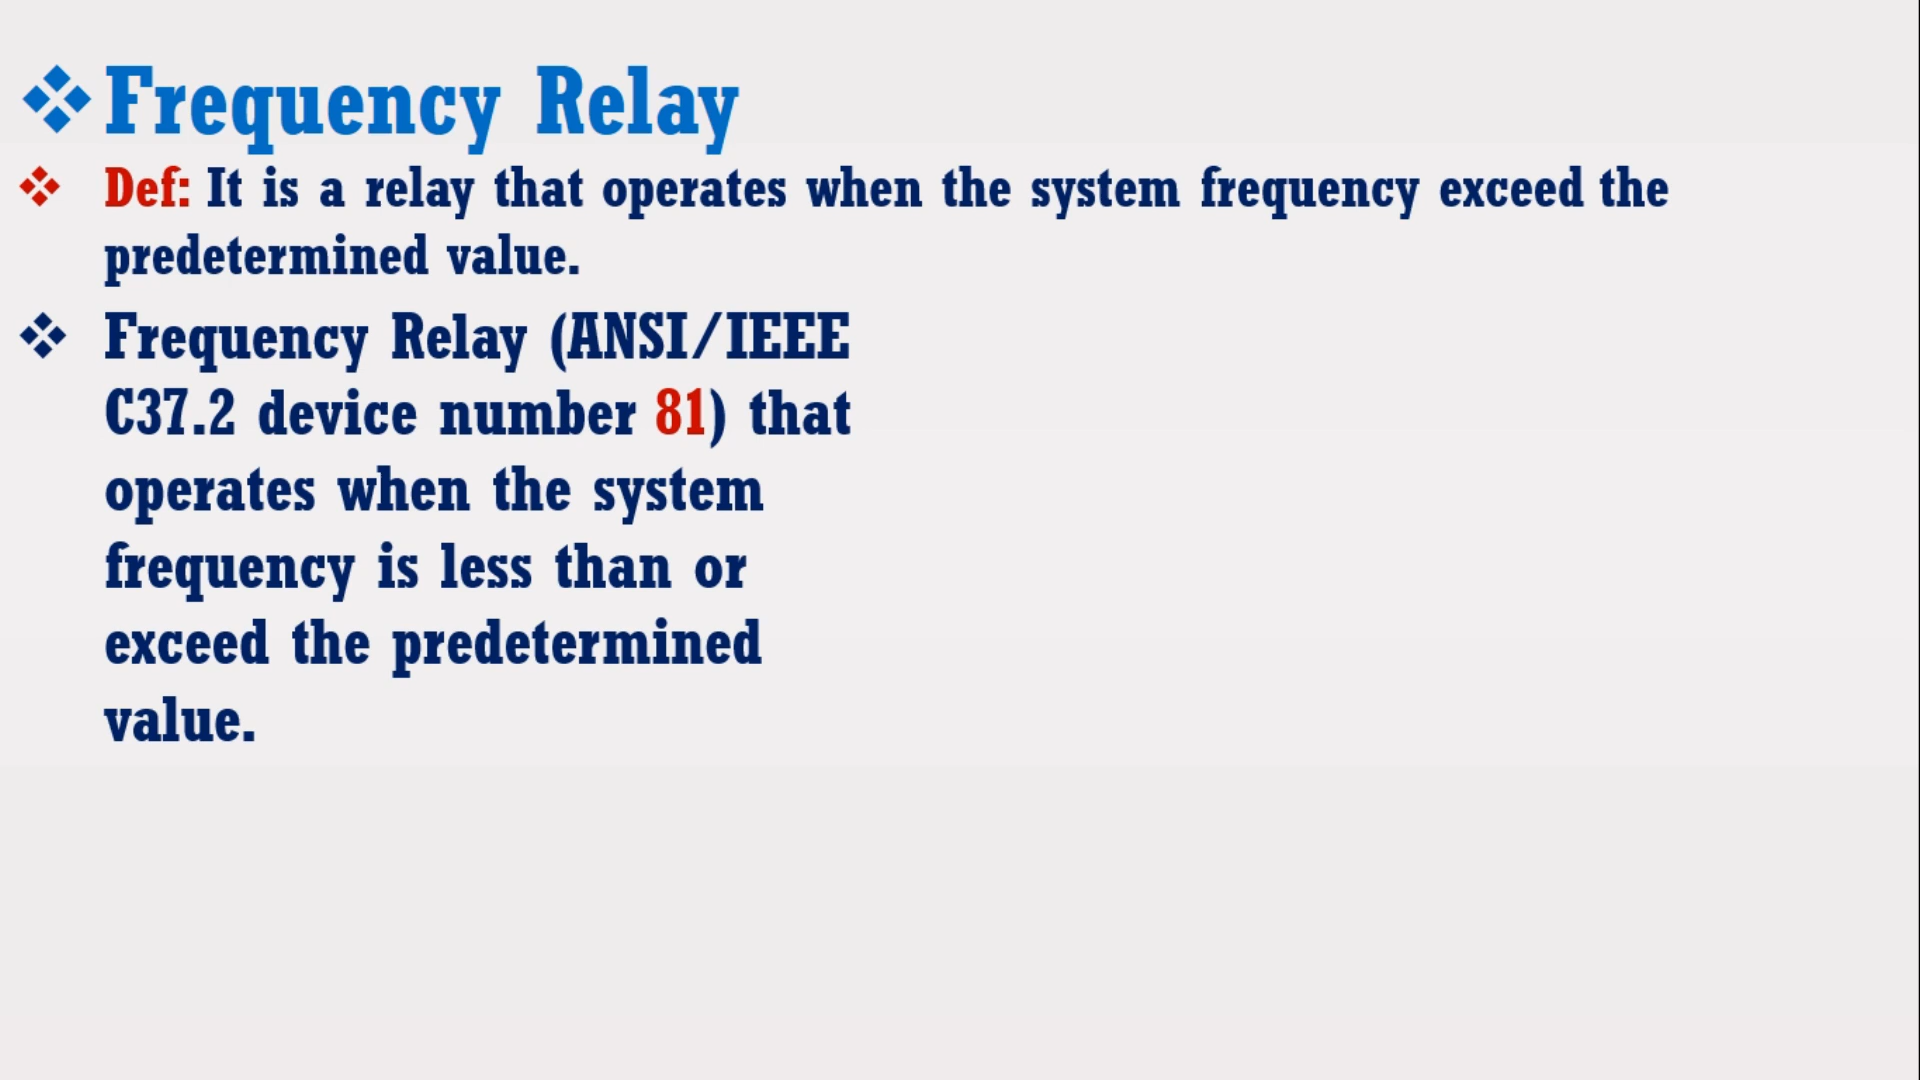 Frequency Relay
Def: It is a relay that operates when the system frequency exceed the
predetermined value.
Frequency Relay (ANSI/IEEE
C37.2 device number 81) that
operates when the system
frequency is less than or
exceed the predetermined
value.